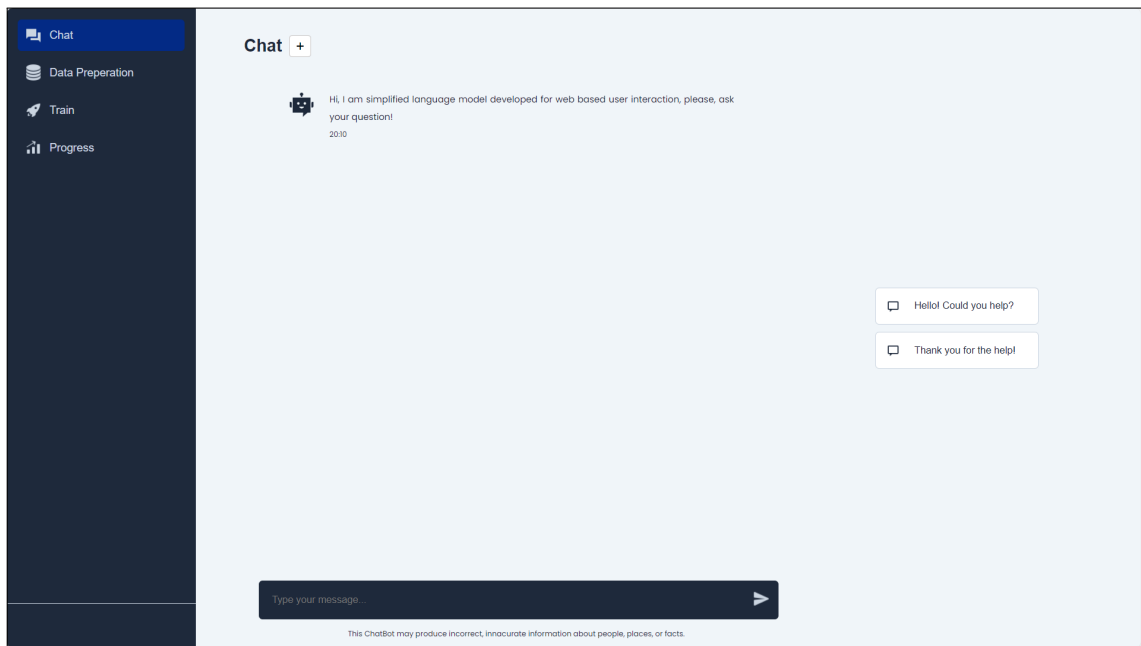 Chat
Data Preperation
Train
Progress
Chat +
Hi, I am simplified language model developed for web based user interaction, please, ask
your question!
20:10
Hello! Could you help?
Thank you for the help!
Type your message...
This ChatBot may produce incorrect, innacurate information about people, places, or facts.